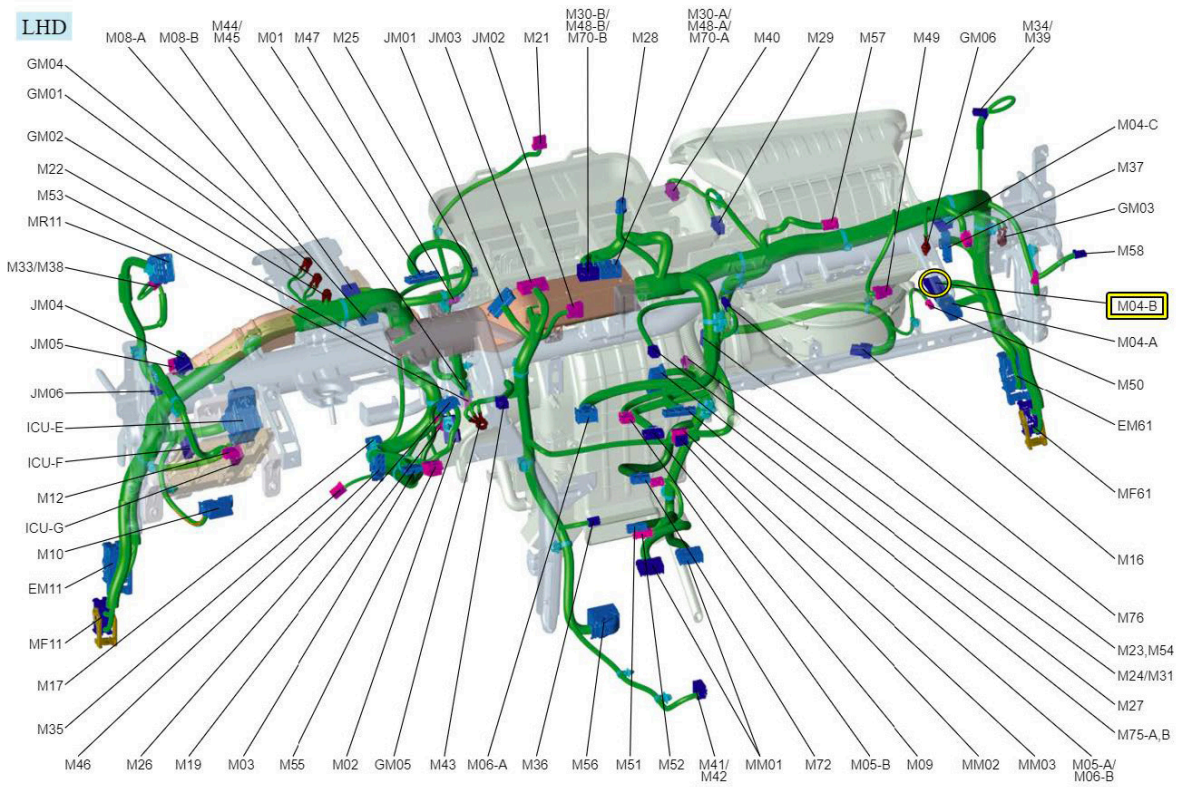 LHD
M08-A
M08-B
M44/
M45
M01
M47
M25
JM01
JM03
JM02
M21
M30-B/
M48-B/
M70-B
M28
M30-A/
M48-A/
M70-A
M40
M29
M57
M49
GM06
M34/
M39
GM04
GM01
GM02
M22
M53
MR11
M33/M38
JM04
JM05
JM06
ICU-E
ICU-F
M12
ICU-G
M10
EM11
MF11
M17
M35
M04-C
M37
GM03
M58
M04-B
M04-A
M50
EM61
MF61
M16
M76
M23,M54
M24/M31
M27
M75-A,B
M46
M26
M19
M03
M55
M02
GM05
M43
M06-A
M36
M56
M51
M52
M41/
M42
MM01
M72
M05-B
M09
MM02
MM03
M05-A/
M06-B